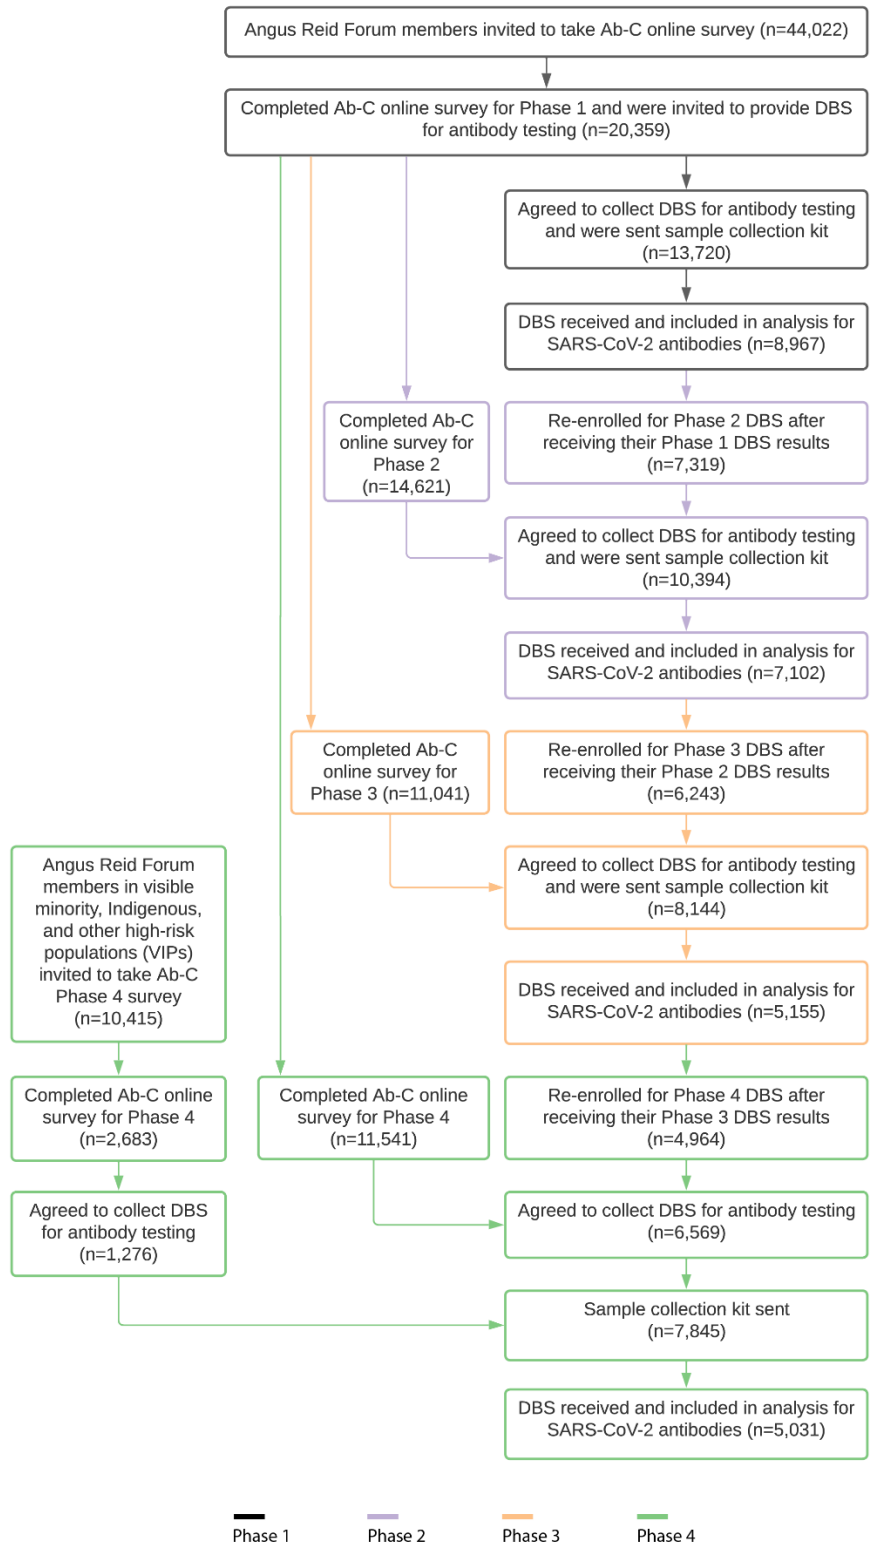 Angus Reid Forum members invited to take Ab-C online survey (n=44,022)
Completed Ab-C online survey for Phase 1 and were invited to provide DBS
for antibody testing (n=20,359)
Agreed to collect DBS for antibody testing
and were sent sample collection kit
(n=13,720)
DBS received and included in analysis for
SARS-CoV-2 antibodies (n=8,967)
Completed Ab-C
online survey for
Phase 2
(n=14,621)
Re-enrolled for Phase 2 DBS after
receiving their Phase 1 DBS results
(n=7,319)
Agreed to collect DBS for antibody testing
and were sent sample collection kit
(n=10,394)
DBS received and included in analysis for
SARS-CoV-2 antibodies (n=7,102)
Completed Ab-C
online survey for
Phase 3 (n=11,041)
Re-enrolled for Phase 3 DBS after
receiving their Phase 2 DBS results
(n=6,243)
Agreed to collect DBS for antibody testing
and were sent sample collection kit
(n=8,144)
Angus Reid Forum
members in visible
minority, Indigenous,
and other high-risk
populations (VIPs)
invited to take Ab-C
Phase 4 survey
(n=10,415)
DBS received and included in analysis for
SARS-CoV-2 antibodies (n=5,155)
Completed Ab-C online
survey for Phase 4
(n=2,683)
Completed Ab-C online
survey for Phase 4
(n=11,541)
Re-enrolled for Phase 4 DBS after
receiving their Phase 3 DBS results
(n=4,964)
Agreed to collect DBS
for antibody testing
(n=1,276)
Agreed to collect DBS for antibody testing
(n=6,569)
Sample collection kit sent
(n=7,845)
DBS received and included in analysis for
SARS-CoV-2 antibodies (n=5,031)
Phase 1
Phase 2
Phase 3
Phase 4